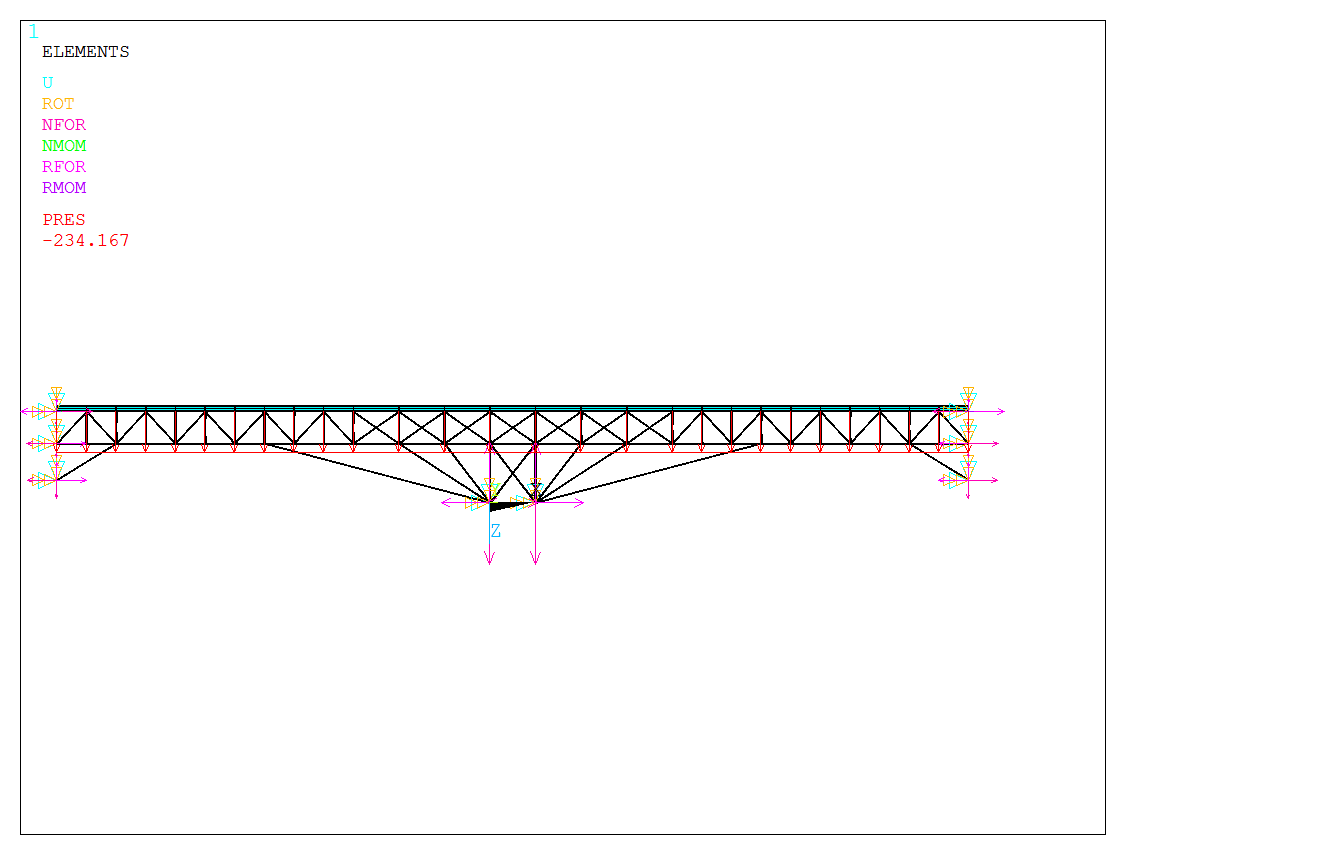 1
ELEMENTS
U
ROT
NFOR
NMOM
RFOR
RMOM
PRES
-234.167
Z